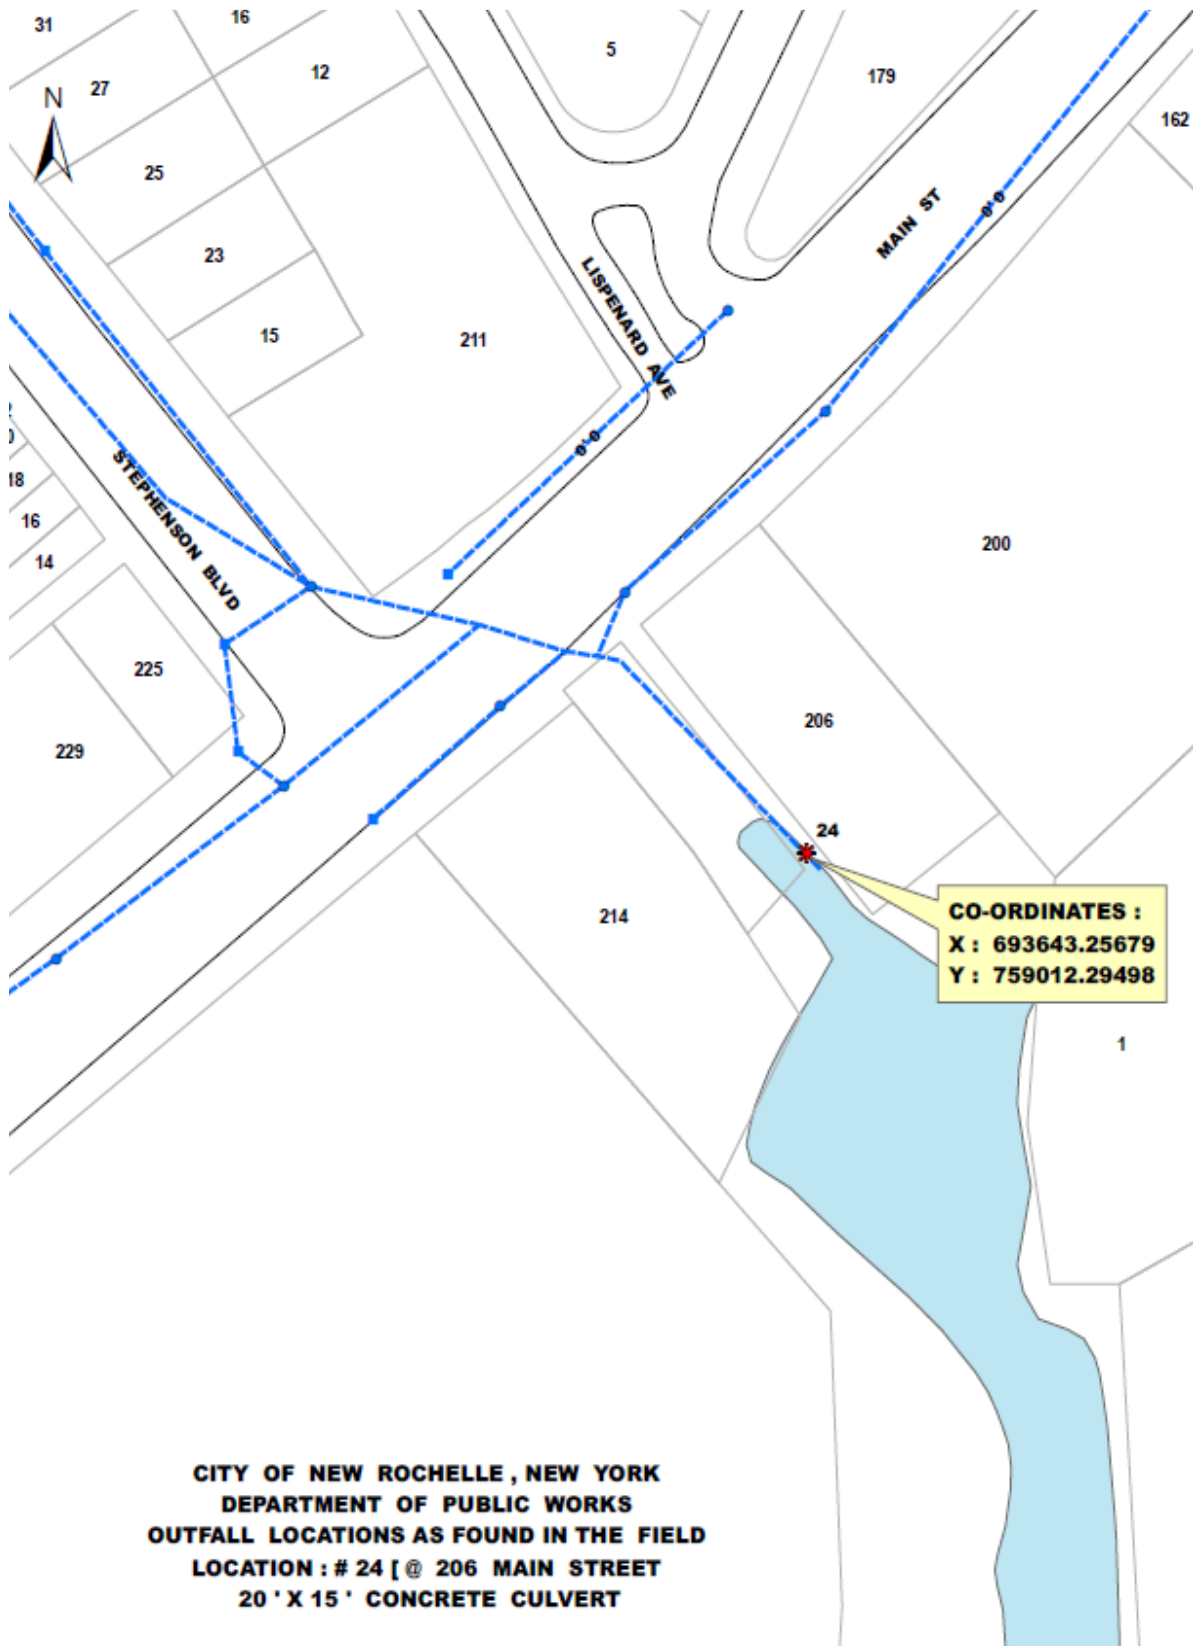 31
16
5
12
179
27
N
162
25
MAIN ST
0'0
23
LISPENARD AVE
15
211
0'0
18
STEPHENSON BLVD
16
14
200
225
206
229
24
214
CO-ORDINATES :
X : 693643.25679
Y : 759012.29498
1
CITY OF NEW ROCHELLE , NEW YORK
DEPARTMENT OF PUBLIC WORKS
OUTFALL LOCATIONS AS FOUND IN THE FIELD
LOCATION : # 24 [ @ 206 MAIN STREET
20 ' X 15 ' CONCRETE CULVERT